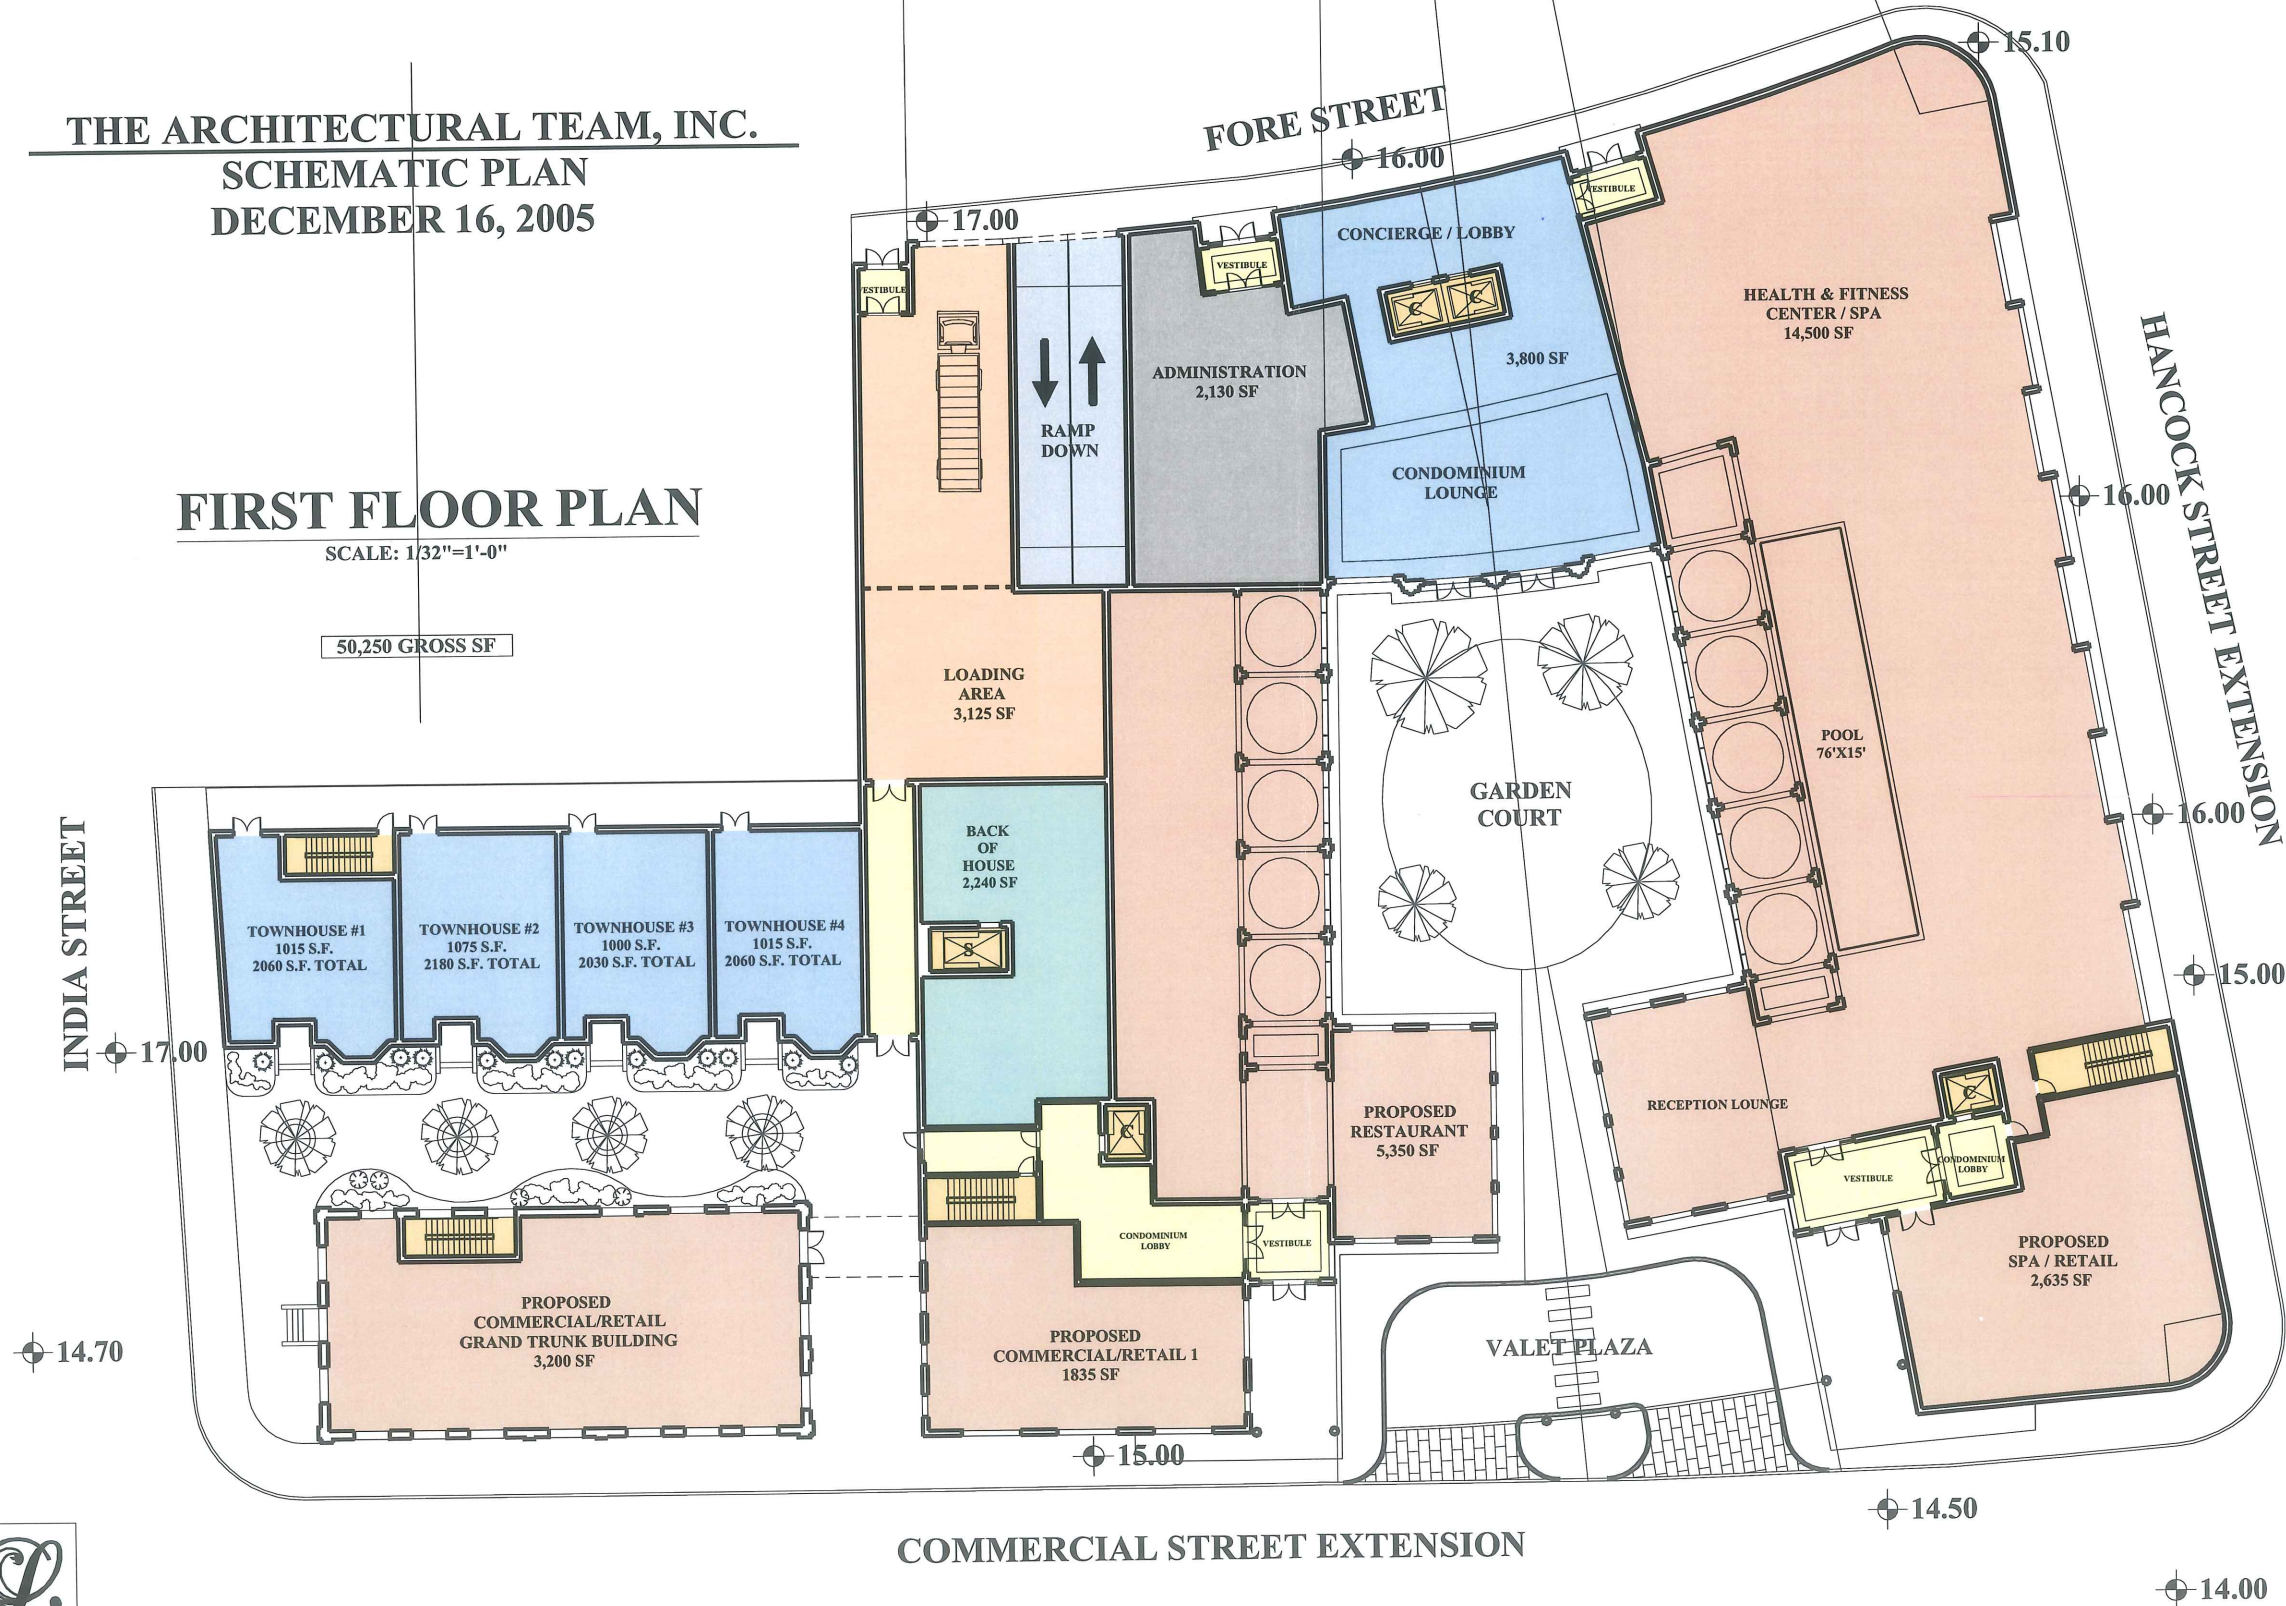 THE ARCHITECTURAL TEAM, INC.
SCHEMATIC PLAN
DECEMBER 16, 2005
FIRST FLOOR PLAN
SCALE: 1/32"=1'-0"
50,250 GROSS SF
FORE STREET
15.10
16.00
17.00
VESTIBULE
VESTIBULE
VESTIBULE
CONCIERGE / LOBBY
C
C
3,800 SF
HEALTH & FITNESS
CENTER / SPA
14,500 SF
RAMP
DOWN
ADMINISTRATION
2,130 SF
CONDOMINIUM
LOUNGE
HANCOCK STREET EXTENSION
16.00
16.00
15.00
LOADING
AREA
3,125 SF
POOL
76'X15'
GARDEN
COURT
BACK
OF
HOUSE
2,240 SF
S
INDIA STREET
17.00
TOWNHOUSE #1
1015 S.F.
2060 S.F. TOTAL
TOWNHOUSE #2
1075 S.F.
2180 S.F. TOTAL
TOWNHOUSE #3
1000 S.F.
2030 S.F. TOTAL
TOWNHOUSE #4
1015 S.F.
2060 S.F. TOTAL
C
PROPOSED
RESTAURANT
5,350 SF
RECEPTION LOUNGE
C
VESTIBULE
CONDOMINIUM
LOBBY
CONDOMINIUM
LOBBY
VESTIBULE
PROPOSED
SPA / RETAIL
2,635 SF
PROPOSED
COMMERCIAL/RETAIL
GRAND TRUNK BUILDING
3,200 SF
PROPOSED
COMMERCIAL/RETAIL 1
1835 SF
VALET PLAZA
14.70
15.00
14.50
COMMERCIAL STREET EXTENSION
14.00